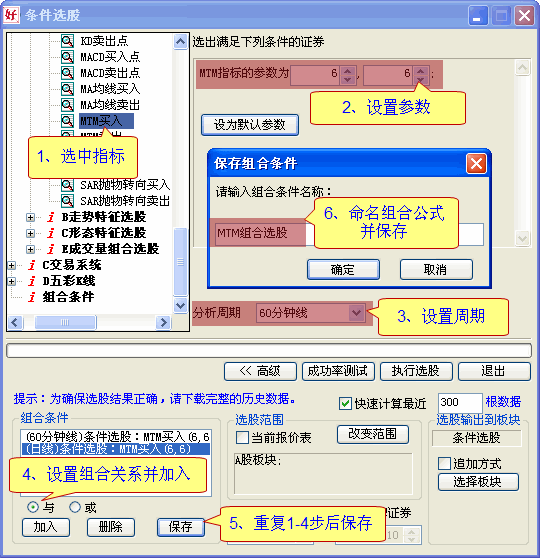 好 条件选股
KD卖出点
MACD买入点
MACD卖出点
MA均线买入
MA均线卖出
MTM买入
1、选中指标
SAR抛物转向买入
SAR抛物转向卖出
B走势特征选股
C形态特征选股
E成交量组合选股
C交易系统
D五彩K线
组合条件
选出满足下列条件的证券
MTM指标的参数为 6 , 6 ;
2、设置参数
设为默认参数
保存组合条件
请输入组合条件名称:
MTM组合选股
6、命名组合公式
并保存
确定 取消
分析周期 60分钟线
3、设置周期
<< 高级 成功率测试 执行选股 退出
提示:为确保选股结果正确,请下载完整的历史数据。
快速计算最近 300 根数据
组合条件
(60分钟线)条件选股:MTM买入(6,6
(日线)条件选股:MTM买入(6,6)
4、设置组合关系并加入
与 或
加入 删除 保存
5、重复1-4步后保存
选股范围
当前报价表 改变范围
A股板块;
证券
10
选股输出到板块
条件选股
追加方式
选择板块